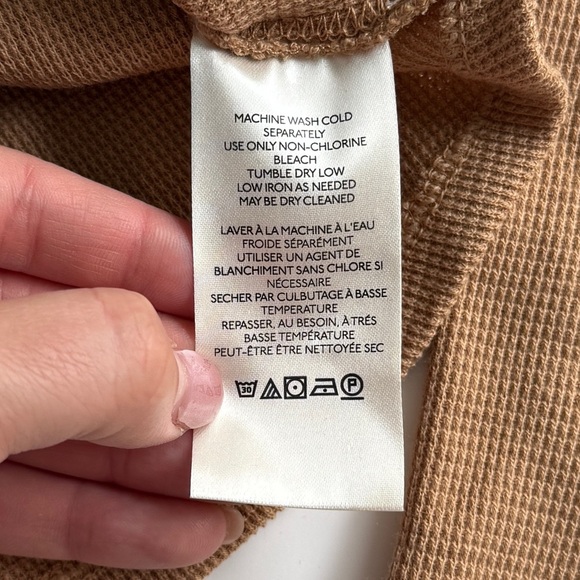 MACHINE WASH COLD
SEPARATELY
USE ONLY NON-CHLORINE
BLEACH
TUMBLE DRY LOW
LOW IRON AS NEEDED
MAY BE DRY CLEANED
LAVER À LA MACHINE À L'EAU
FROIDE SÉPARÉMENT
UTILISER UN AGENT DE
BLANCHIMENT SANS CHLORE SI
NÉCESSAIRE
SECHER PAR CULBUTAGE À BASSE
TEMPERATURE
REPASSER, AU BESOIN, À TRÉS
BASSE TEMPÉRATURE
PEUT-ÊTRE ÊTRE NETTOYÉE SEC
30 P